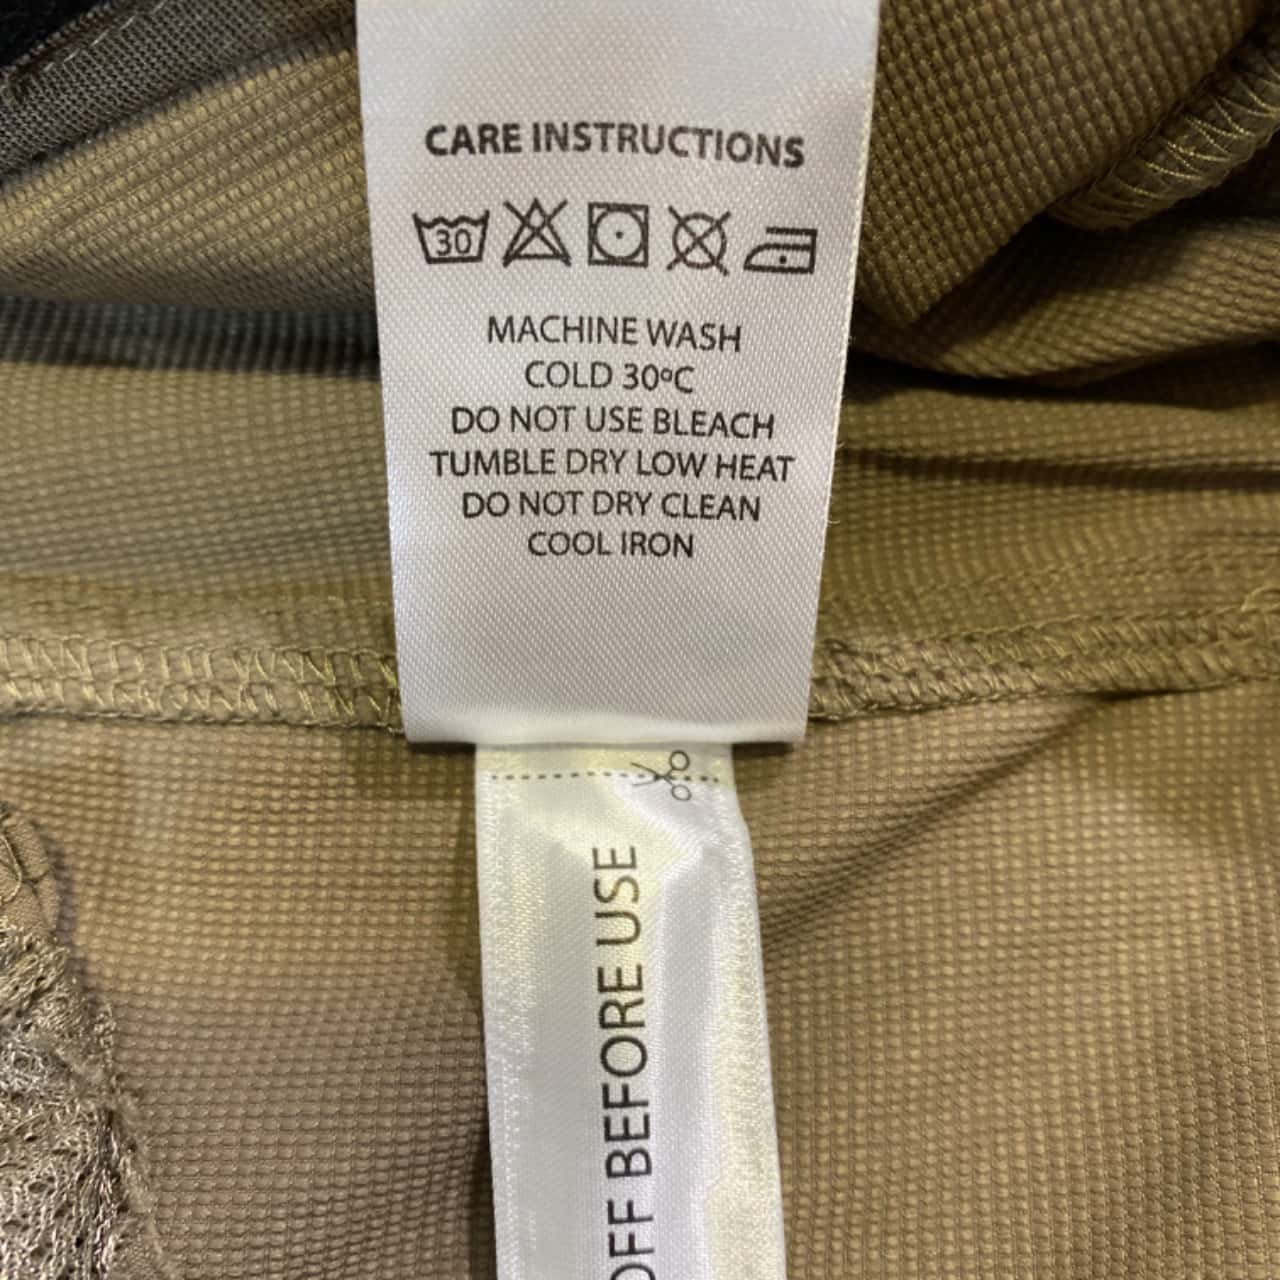 CARE INSTRUCTIONS
30
MACHINE WASH
COLD 30ºC
DO NOT USE BLEACH
TUMBLE DRY LOW HEAT
DO NOT DRY CLEAN
COOL IRON
OFF BEFORE USE